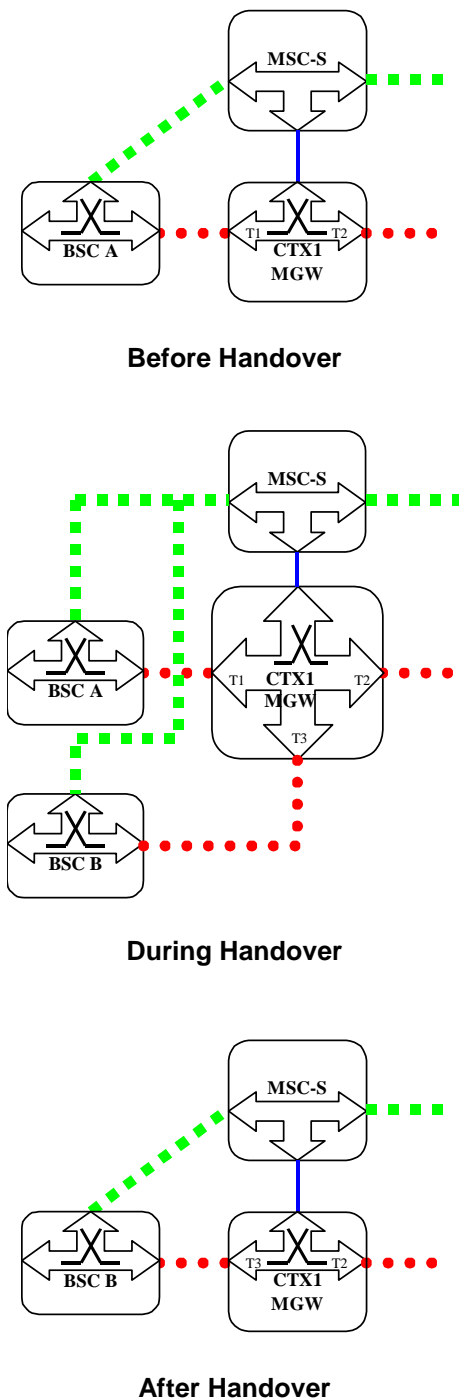 MSC-S
BSC A
T1
T2
CTX1
MGW
Before Handover
MSC-S
BSC A
T1
CTX1
T2
MGW
T3
BSC B
During Handover
MSC-S
BSC B
T3
T2
CTX1
MGW
After Handover